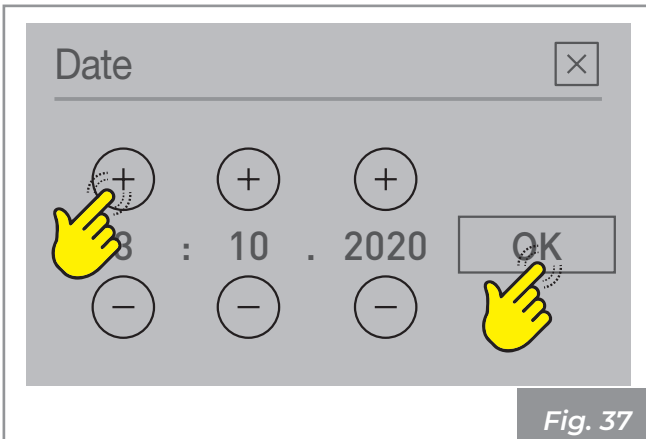 Date ×
+ + +
: 10 . 2020 OK
− − −
Fig. 37